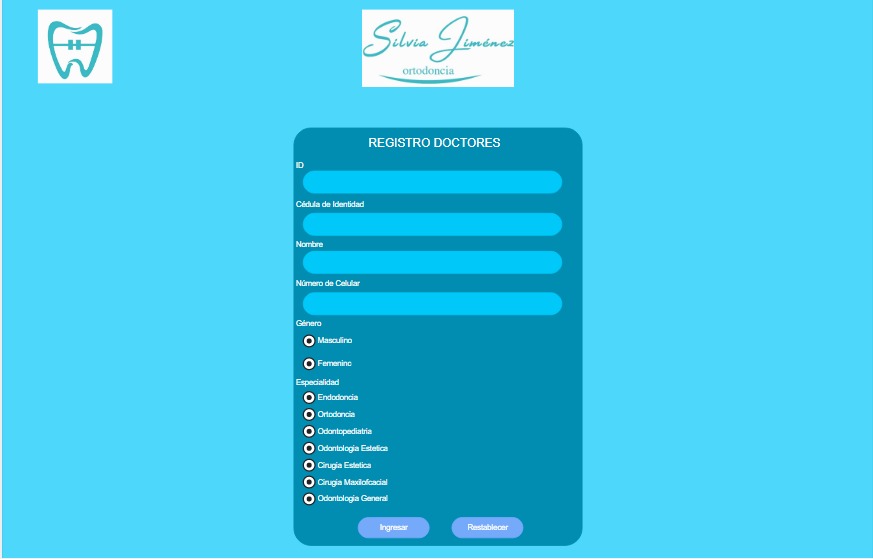 Silvia Jiménez
ortodoncia
REGISTRO DOCTORES
ID
Cédula de Identidad
Nombre
Número de Celular
Género
Masculino
Femeninc
Especialidad
Endodoncia
Ortodoncia
Odontopediatria
Odontologia Estetica
Cirugia Estetica
Cirugia Maxilofcacial
Odontologia General
Ingresar Restablecer